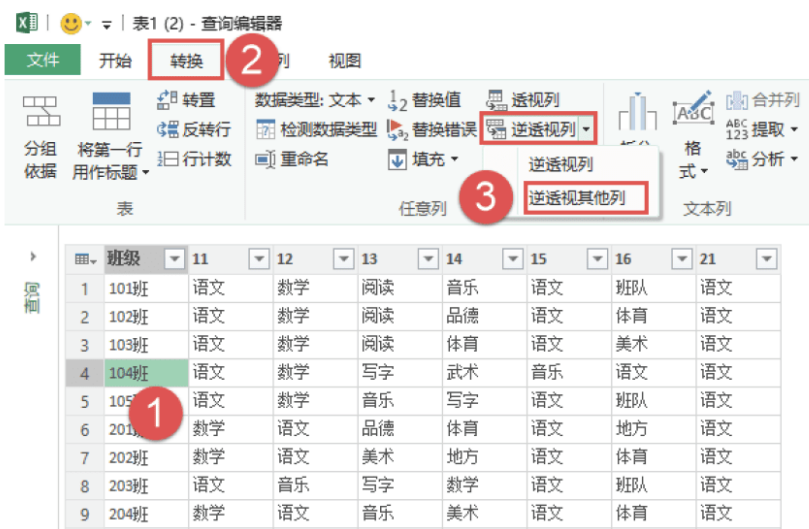 表1 (2) - 查询编辑器
文件 开始 转换 2 列 视图
分组依据
将第一行用作标题
转置
反转行
行计数
表
数据类型: 文本
检测数据类型
重命名
1 2 替换值
替换错误
填充
透视列
逆透视列
逆透视列
3 逆透视其他列
任意列
ABC
格式
合并列
ABC 123 提取
abc 分析
文本列
查询
班级 11 12 13 14 15 16 21
1 101班 语文 数学 阅读 音乐 语文 班队 语文
2 102班 语文 数学 阅读 品德 语文 体育 语文
3 103班 语文 数学 阅读 体育 语文 美术 语文
4 104班 语文 数学 写字 武术 音乐 语文 语文
5 105 语文 数学 音乐 写字 语文 班队 语文
1
6 201 数学 语文 品德 体育 语文 地方 语文
7 202班 数学 语文 美术 地方 语文 体育 语文
8 203班 语文 音乐 写字 数学 语文 班队 语文
9 204班 数学 语文 音乐 美术 语文 体育 语文